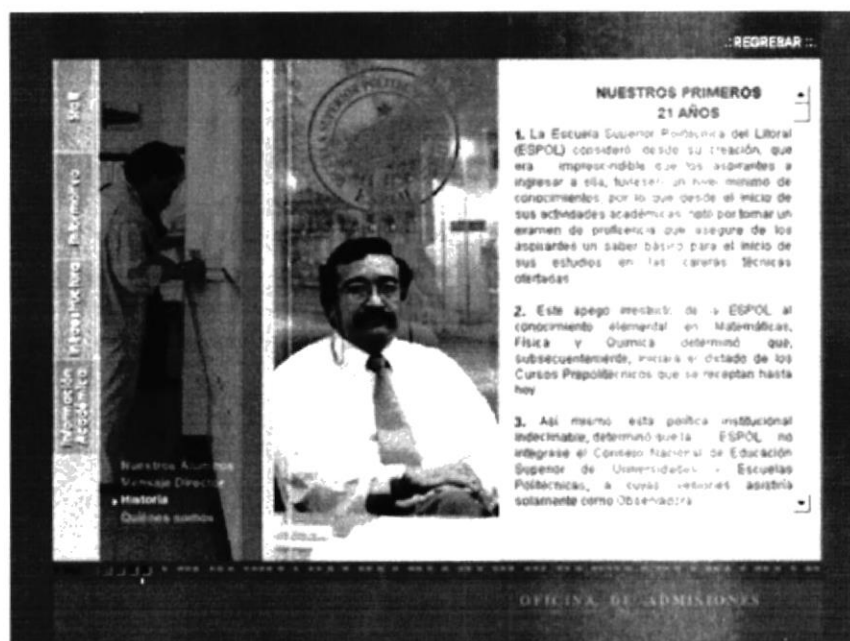 .:: REGRESAR ::.
NUESTROS PRIMEROS
21 AÑOS
1. La Escuela Superior Politécnica del Litoral
(ESPOL) consideró desde su creación, que
era imprescindible que los aspirantes a
ingresar a ella, tuviesen un nivel mínimo de
conocimientos, por lo que desde el inicio de
sus actividades académicas, optó por tomar un
examen de proficencia que asegure de los
aspirantes un saber básico para el inicio de
sus estudios en las carreras técnicas
ofertadas
2. Este apego irrestricto de la ESPOL al
conocimiento elemental en Matemáticas,
Física y Química determinó que,
subsecuentemente, iniciara el dictado de los
Cursos Prepolitécnicos que se receptan hasta
hoy
3. Así mismo esta política institucional
indeclinable, determinó que la ESPOL no
integrase el Consejo Nacional de Educación
Superior de Universidades y Escuelas
Politécnicas, a cuyas sesiones asistiría
solamente como Observadora
Staff
Infraestructura
Información
Académico
Nuestros Alumnos
Mensaje Director
Historia
Quiénes somos
OFICINA DE ADMISIONES